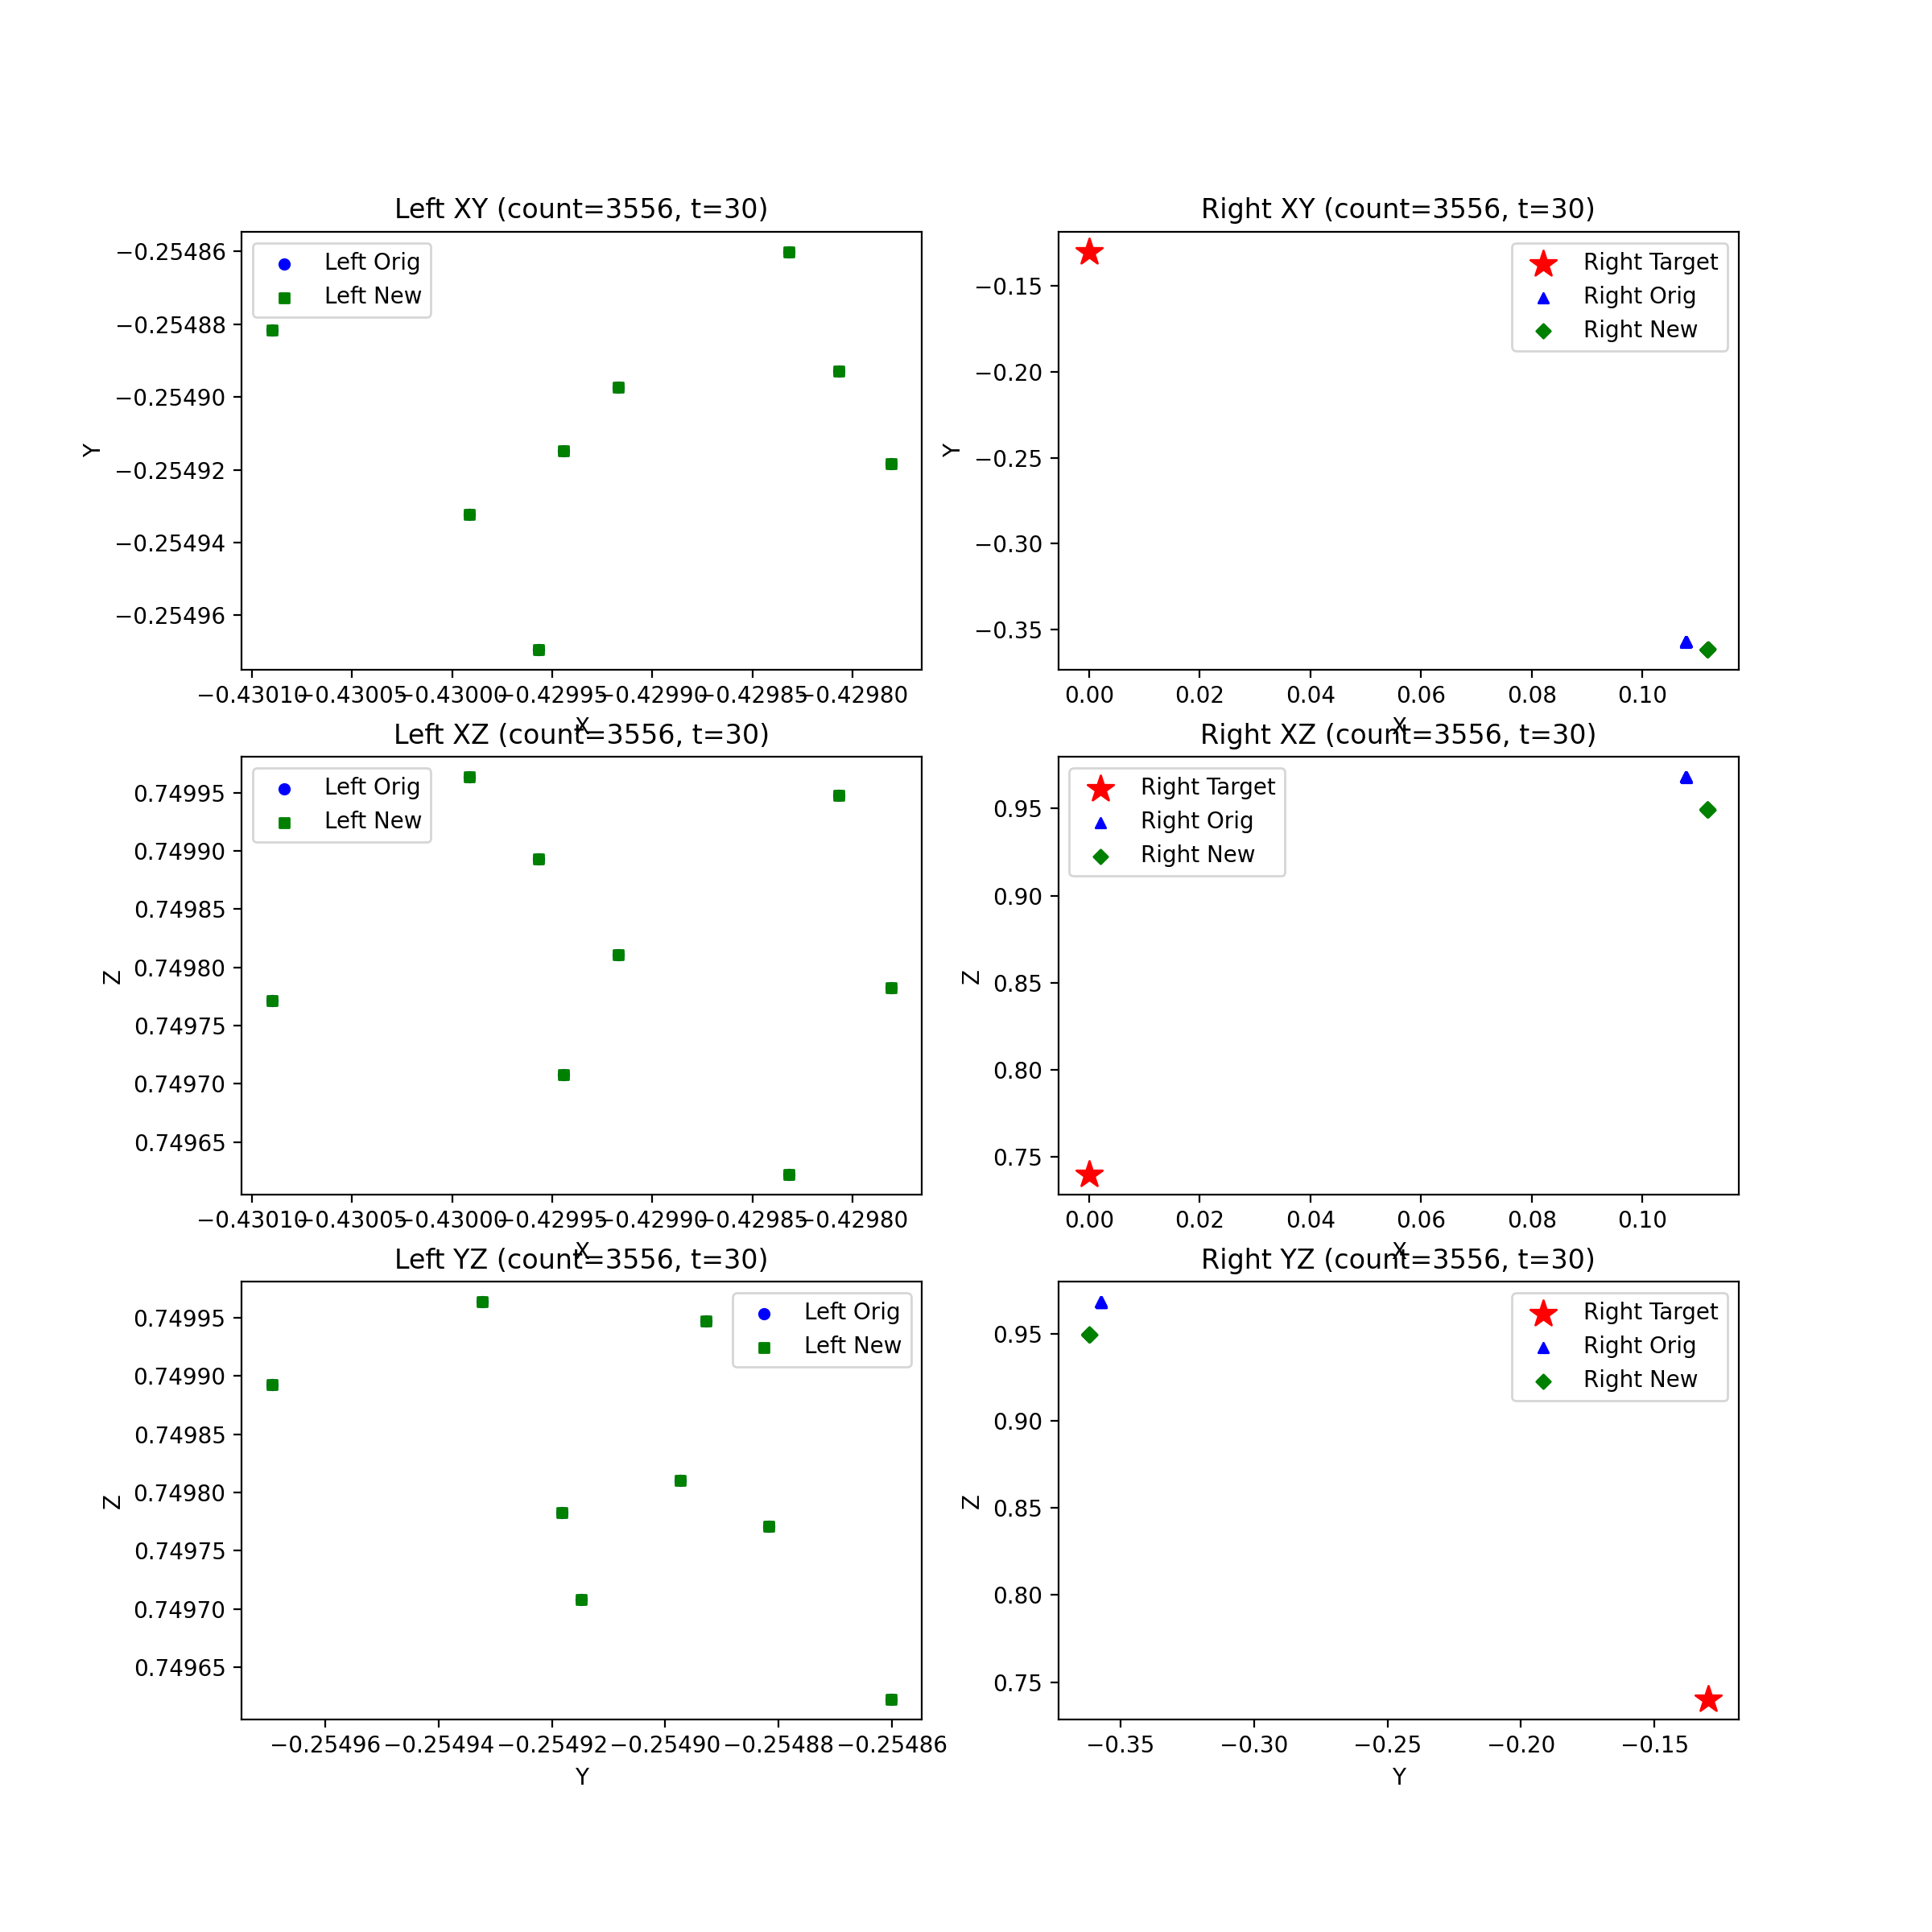 Left XY (count=3556, t=30)
Left Orig
Left New
−0.25486
−0.25488
−0.25490
−0.25492
−0.25494
−0.25496
Y
−0.43010 −0.43005 −0.43000 −0.42995 −0.42990 −0.42985 −0.42980
X
Right XY (count=3556, t=30)
Right Target
Right Orig
Right New
−0.15
−0.20
−0.25
−0.30
−0.35
Y
0.00 0.02 0.04 0.06 0.08 0.10
X
Left XZ (count=3556, t=30)
Left Orig
Left New
0.74995
0.74990
0.74985
0.74980
0.74975
0.74970
0.74965
Z
−0.43010 −0.43005 −0.43000 −0.42995 −0.42990 −0.42985 −0.42980
X
Right XZ (count=3556, t=30)
Right Target
Right Orig
Right New
0.95
0.90
0.85
0.80
0.75
Z
0.00 0.02 0.04 0.06 0.08 0.10
X
Left YZ (count=3556, t=30)
Left Orig
Left New
0.74995
0.74990
0.74985
0.74980
0.74975
0.74970
0.74965
Z
−0.25496 −0.25494 −0.25492 −0.25490 −0.25488 −0.25486
Y
Right YZ (count=3556, t=30)
Right Target
Right Orig
Right New
0.95
0.90
0.85
0.80
0.75
Z
−0.35 −0.30 −0.25 −0.20 −0.15
Y